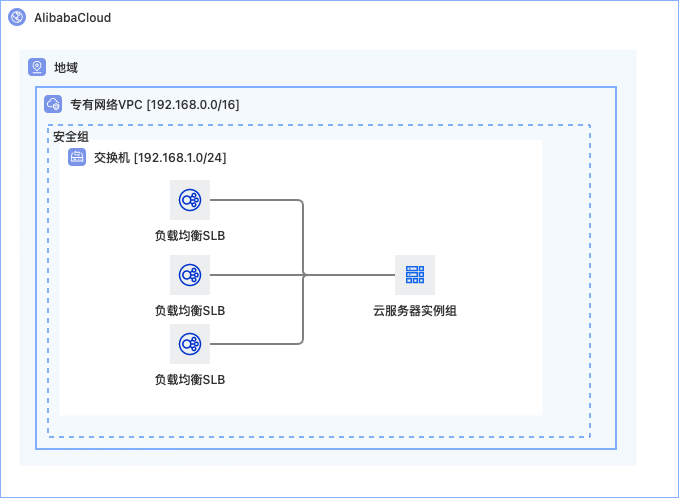 AlibabaCloud
地域
专有网络VPC [192.168.0.0/16]
安全组
交换机 [192.168.1.0/24]
负载均衡SLB
负载均衡SLB
云服务器实例组
负载均衡SLB